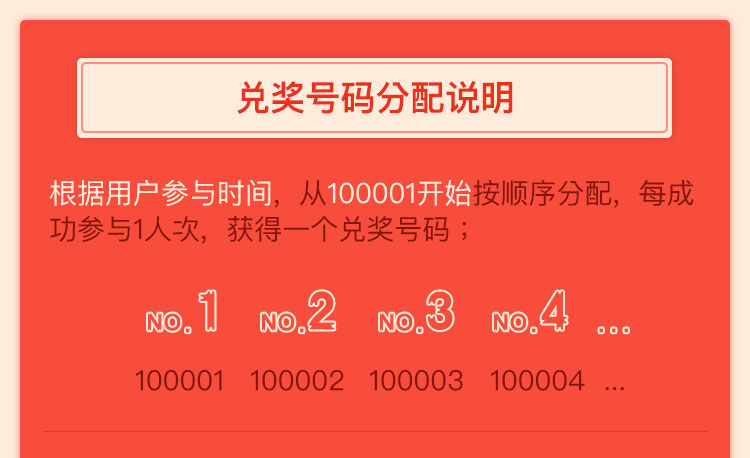 兑奖号码分配说明
根据用户参与时间，从100001开始按顺序分配，每成
功参与1人次，获得一个兑奖号码；
NO.1 NO.2 NO.3 NO.4 ...
100001 100002 100003 100004 ...